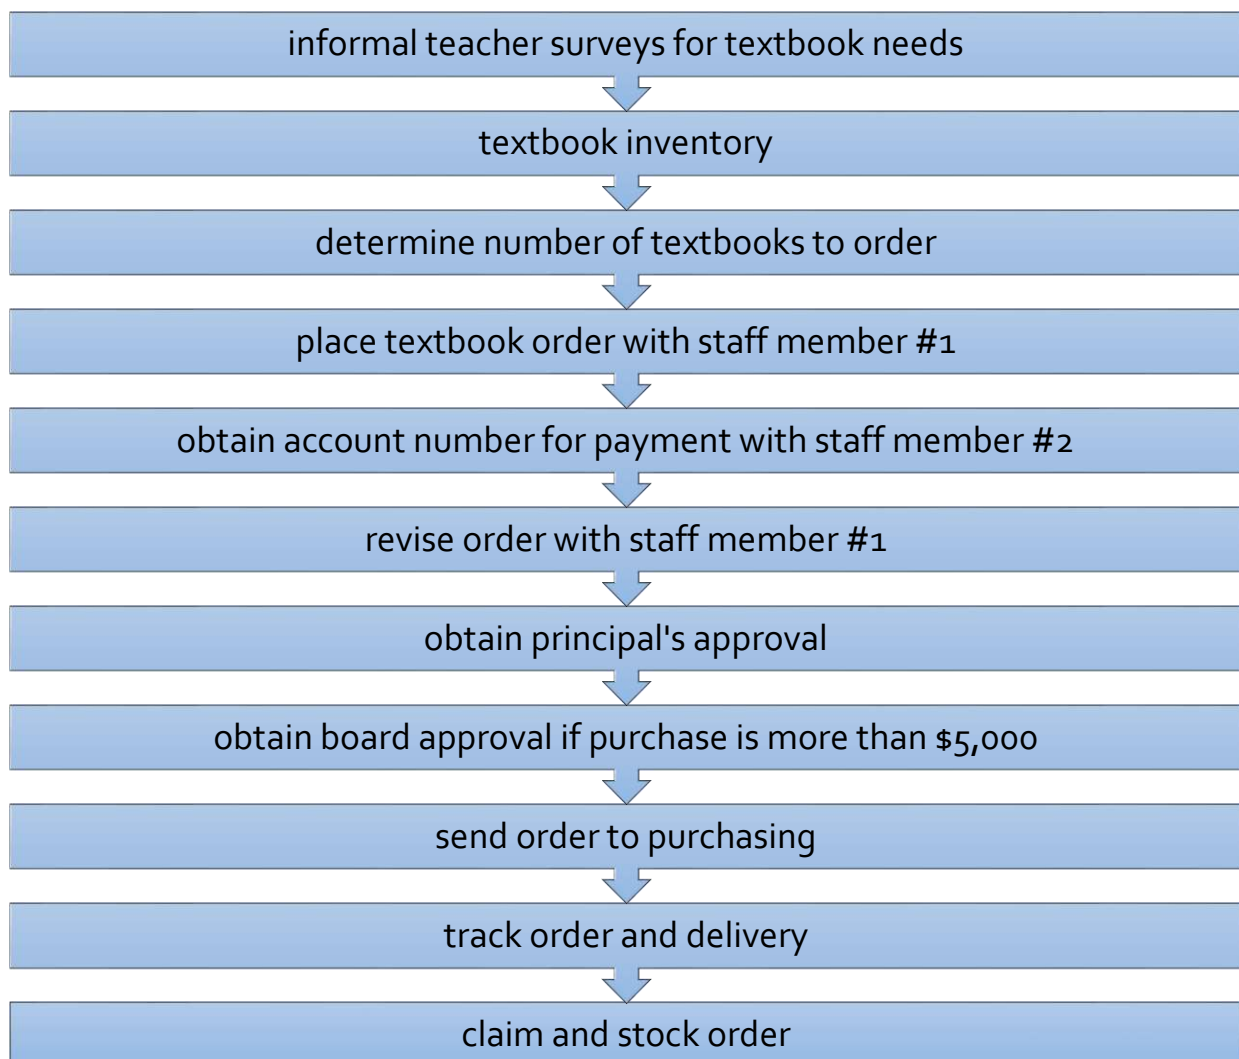 informal teacher surveys for textbook needs
textbook inventory
determine number of textbooks to order
place textbook order with staff member #1
obtain account number for payment with staff member #2
revise order with staff member #1
obtain principal's approval
obtain board approval if purchase is more than $5,000
send order to purchasing
track order and delivery
claim and stock order